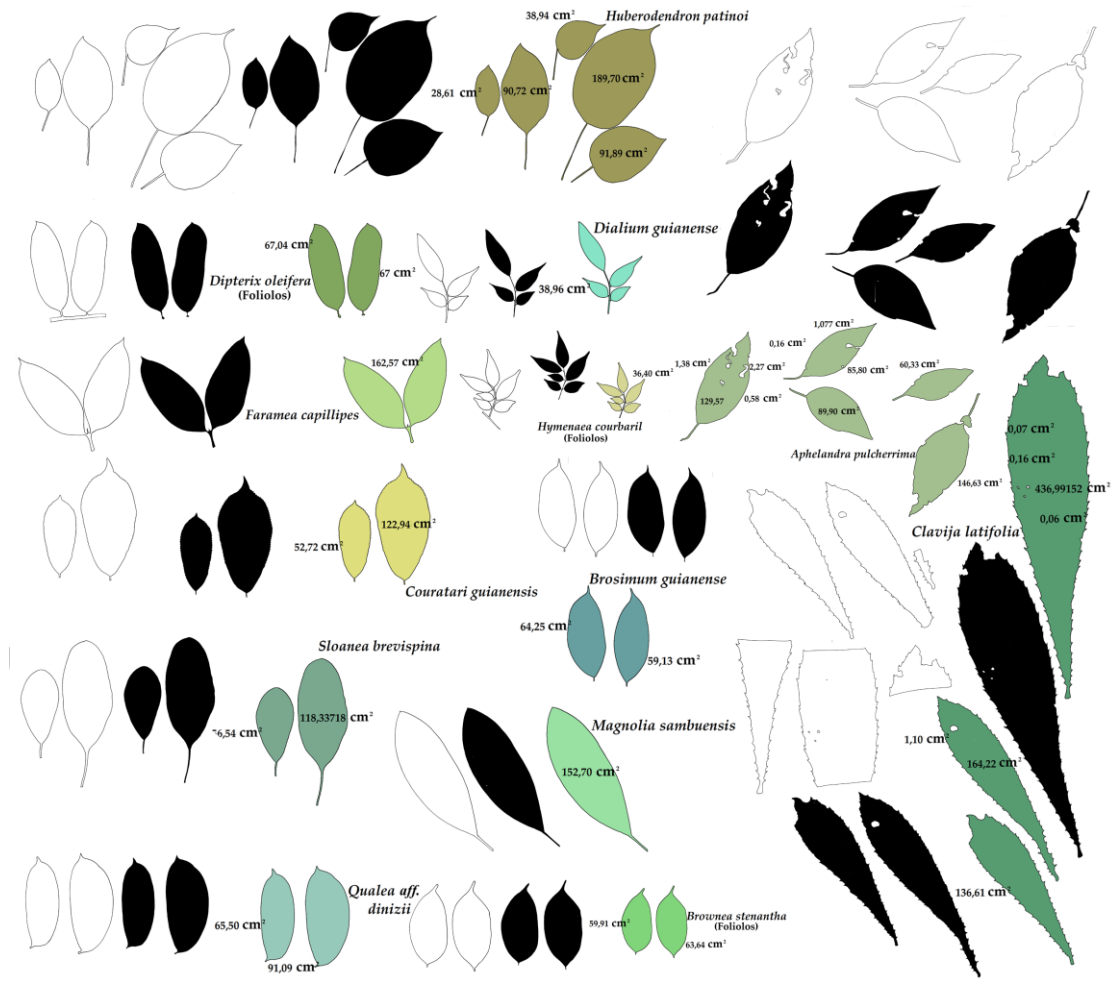 38,94 cm²
Huberodendron patinoi
189,70 cm²
28,61 cm²
90,72 cm²
91,89 cm²
67,04 cm²
Dipterix oleifera
(Foliolos)
67 cm²
Dialium guianense
38,96 cm²
162,57 cm²
Faramea capillipes
36,40 cm²
Hymenaea courbaril
(Foliolos)
1,38 cm²
2,27 cm²
129,57
0,58 cm²
1,077 cm²
0,16 cm²
85,80 cm²
60,33 cm²
89,90 cm²
Aphelandra pulcherrima
146,63 cm²
0,07 cm²
0,16 cm²
436,99152 cm²
0,06 cm²
Clavija latifolia
52,72 cm²
122,94 cm²
Couratari guianensis
Brosimum guianense
64,25 cm²
59,13 cm²
Sloanea brevispina
6,54 cm²
118,33718 cm²
Magnolia sambuensis
152,70 cm²
1,10 cm²
164,22 cm²
136,61 cm²
Qualea aff.
dinizii
65,50 cm²
91,09 cm²
59,91 cm²
Brownea stenantha
(Foliolos)
63,64 cm²